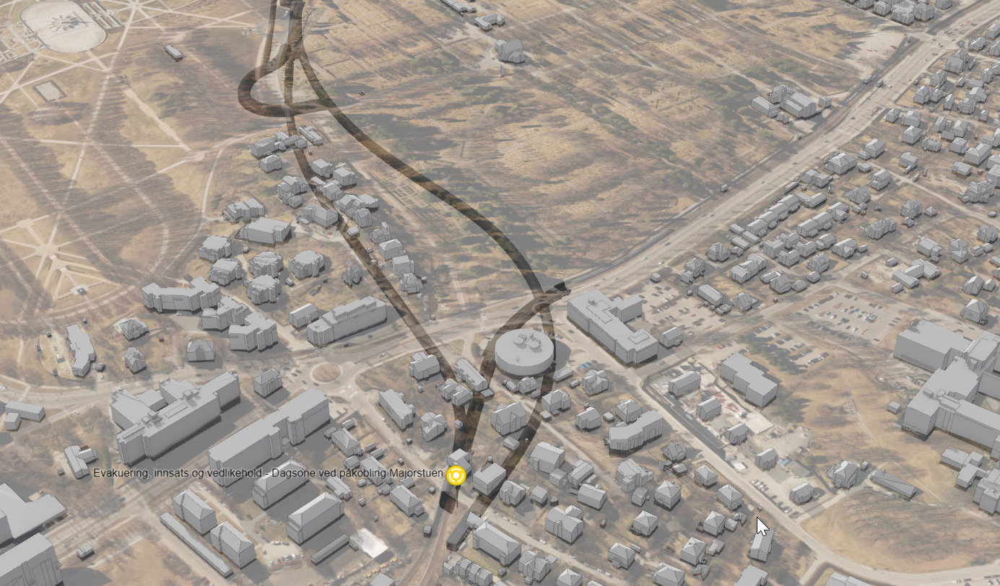 Evakuering, innsats og vedlikehold - Dagsone ved påkobling Majorstuen